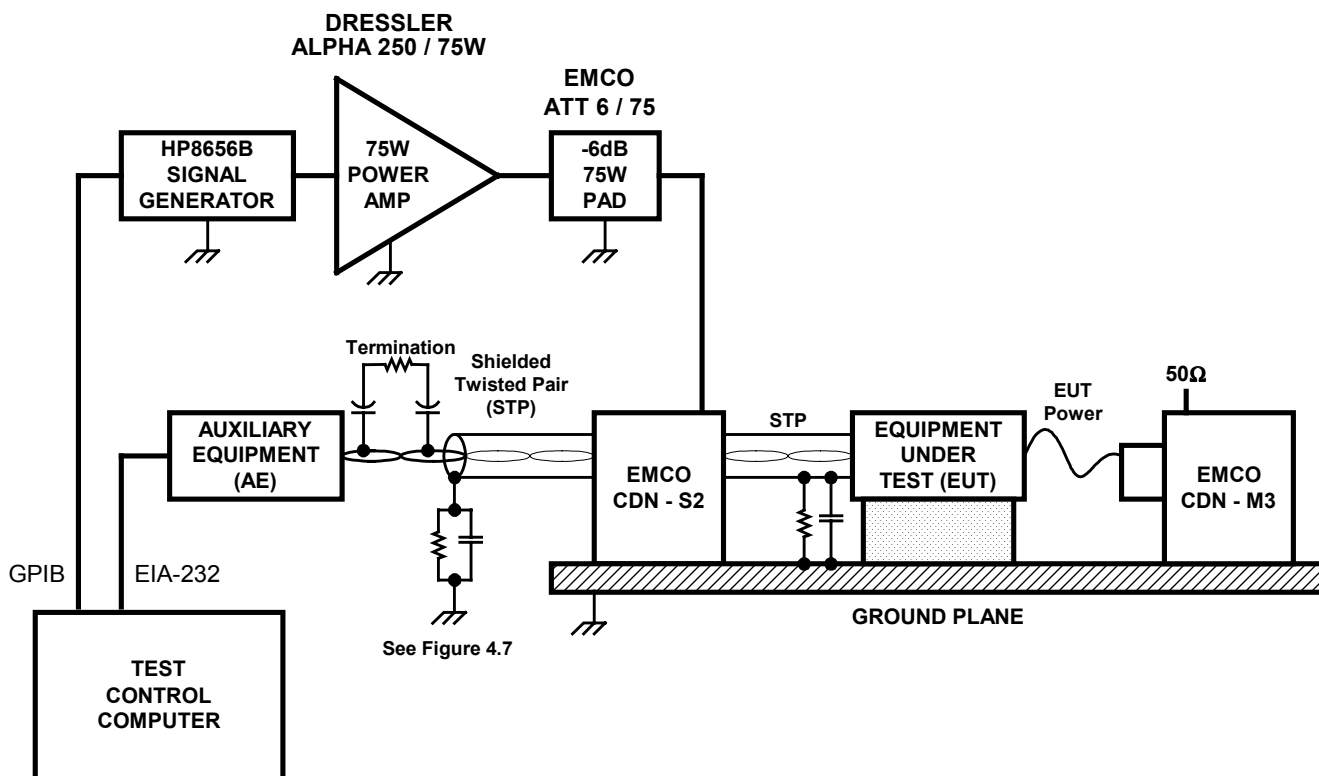 DRESSLER
ALPHA 250 / 75W
EMCO
ATT 6 / 75
HP8656B
SIGNAL
GENERATOR
75W
POWER
AMP
-6dB
75W
PAD
Termination
Shielded
Twisted Pair
(STP)
AUXILIARY
EQUIPMENT
(AE)
EMCO
CDN - S2
STP
EQUIPMENT
UNDER
TEST (EUT)
EUT
Power
50Ω
EMCO
CDN - M3
GPIB
EIA-232
See Figure 4.7
GROUND PLANE
TEST
CONTROL
COMPUTER